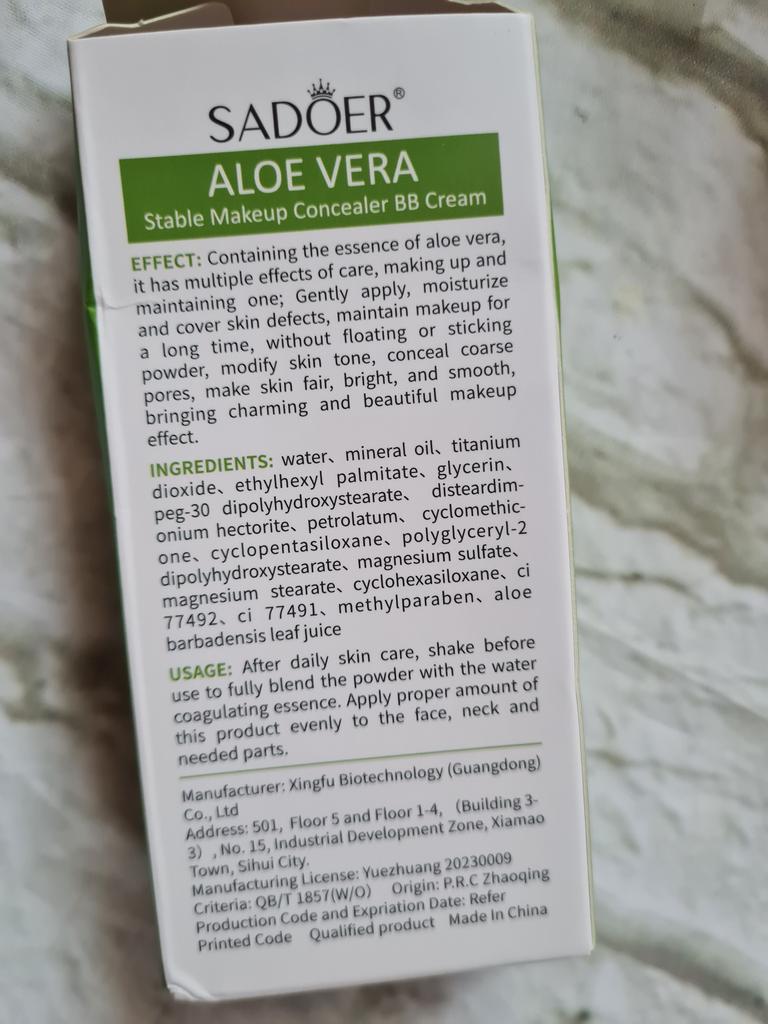 SADOER®
ALOE VERA
Stable Makeup Concealer BB Cream
EFFECT: Containing the essence of aloe vera,
it has multiple effects of care, making up and
maintaining one; Gently apply, moisturize
and cover skin defects, maintain makeup for
a long time, without floating or sticking
powder, modify skin tone, conceal coarse
pores, make skin fair, bright, and smooth,
bringing charming and beautiful makeup
effect.
INGREDIENTS: water、mineral oil、titanium
dioxide、ethylhexyl palmitate、glycerin、
peg-30 dipolyhydroxystearate、 disteardim-
onium hectorite、petrolatum、 cyclomethic-
one、cyclopentasiloxane、polyglyceryl-2
dipolyhydroxystearate、magnesium sulfate、
magnesium stearate、cyclohexasiloxane、ci
77492、ci 77491、methylparaben、aloe
barbadensis leaf juice
USAGE: After daily skin care, shake before
use to fully blend the powder with the water
coagulating essence. Apply proper amount of
this product evenly to the face, neck and
needed parts.
Manufacturer: Xingfu Biotechnology (Guangdong)
Co., Ltd
Address: 501, Floor 5 and Floor 1-4, （Building 3-
3）, No. 15, Industrial Development Zone, Xiamao
Town, Sihui City.
Manufacturing License: Yuezhuang 20230009
Criteria: QB/T 1857(W/O) Origin: P.R.C Zhaoqing
Production Code and Expriation Date: Refer
Printed Code Qualified product Made In China